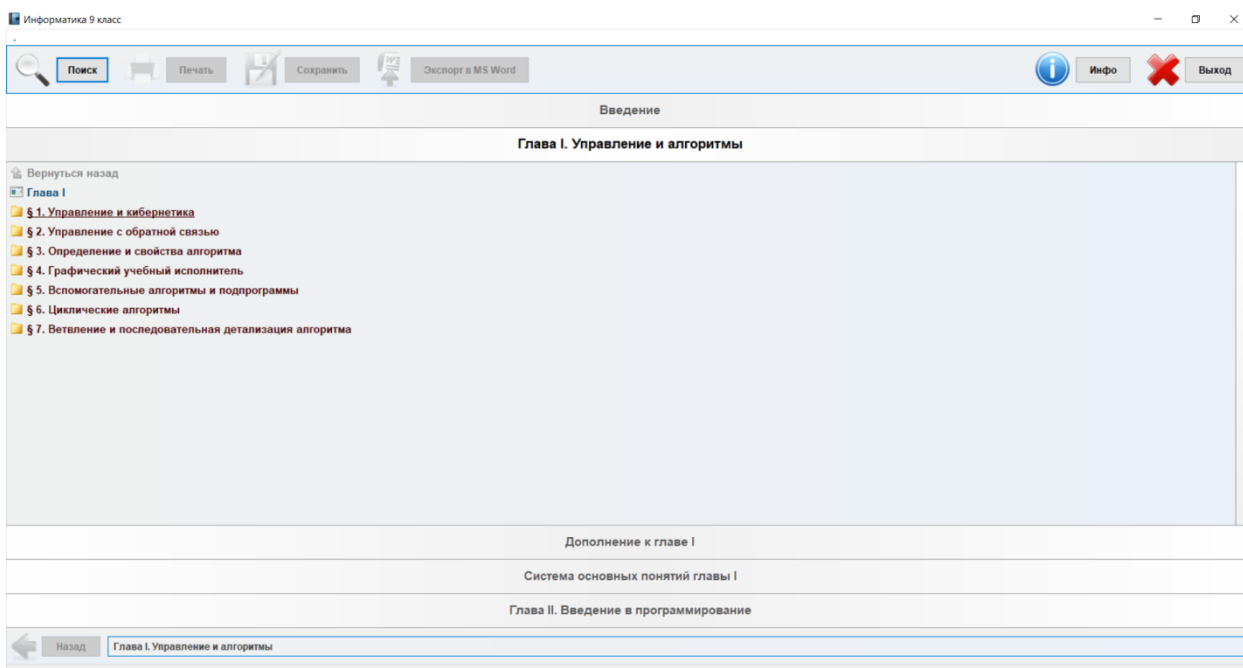 Информатика 9 класс
Поиск Печать Сохранить Экспорт в MS Word Инфо Выход
Введение
Глава I. Управление и алгоритмы
Вернуться назад
Глава I
§ 1. Управление и кибернетика
§ 2. Управление с обратной связью
§ 3. Определение и свойства алгоритма
§ 4. Графический учебный исполнитель
§ 5. Вспомогательные алгоритмы и подпрограммы
§ 6. Циклические алгоритмы
§ 7. Ветвление и последовательная детализация алгоритма
Дополнение к главе I
Система основных понятий главы I
Глава II. Введение в программирование
Назад Глава I. Управление и алгоритмы